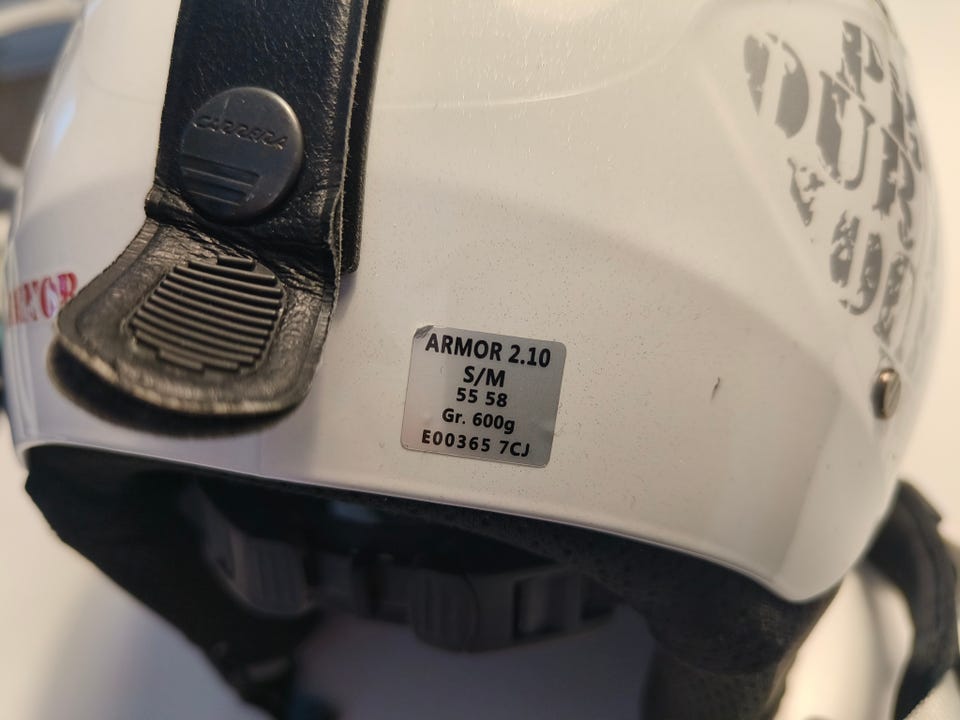 CARRERA
ARMOR 2.10
S/M
55 58
Gr. 600g
E00365 7CJ